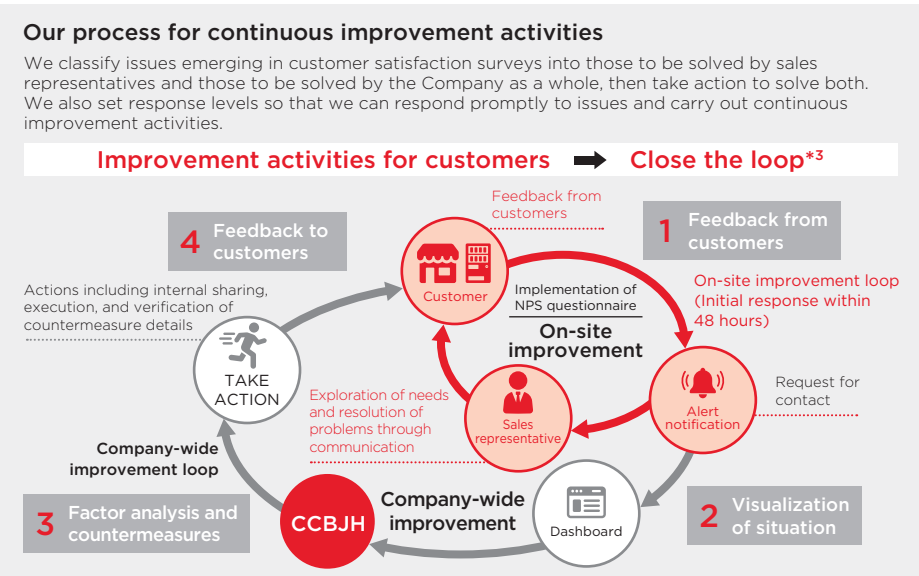 Our process for continuous improvement activities
We classify issues emerging in customer satisfaction surveys into those to be solved by sales
representatives and those to be solved by the Company as a whole, then take action to solve both.
We also set response levels so that we can respond promptly to issues and carry out continuous
improvement activities.
Improvement activities for customers → Close the loop*3
Feedback from
customers
4 Feedback to
customers
1 Feedback from
customers
Customer
Implementation of
NPS questionnaire
On-site
improvement
On-site improvement loop
(Initial response within
48 hours)
Actions including internal sharing,
execution, and verification of
countermeasure details
TAKE
ACTION
Exploration of needs
and resolution of
problems through
communication
Sales
representative
Alert
notification
Request for
contact
Company-wide
improvement loop
3 Factor analysis and
countermeasures
CCBJH
Company-wide
improvement
Dashboard
2 Visualization
of situation